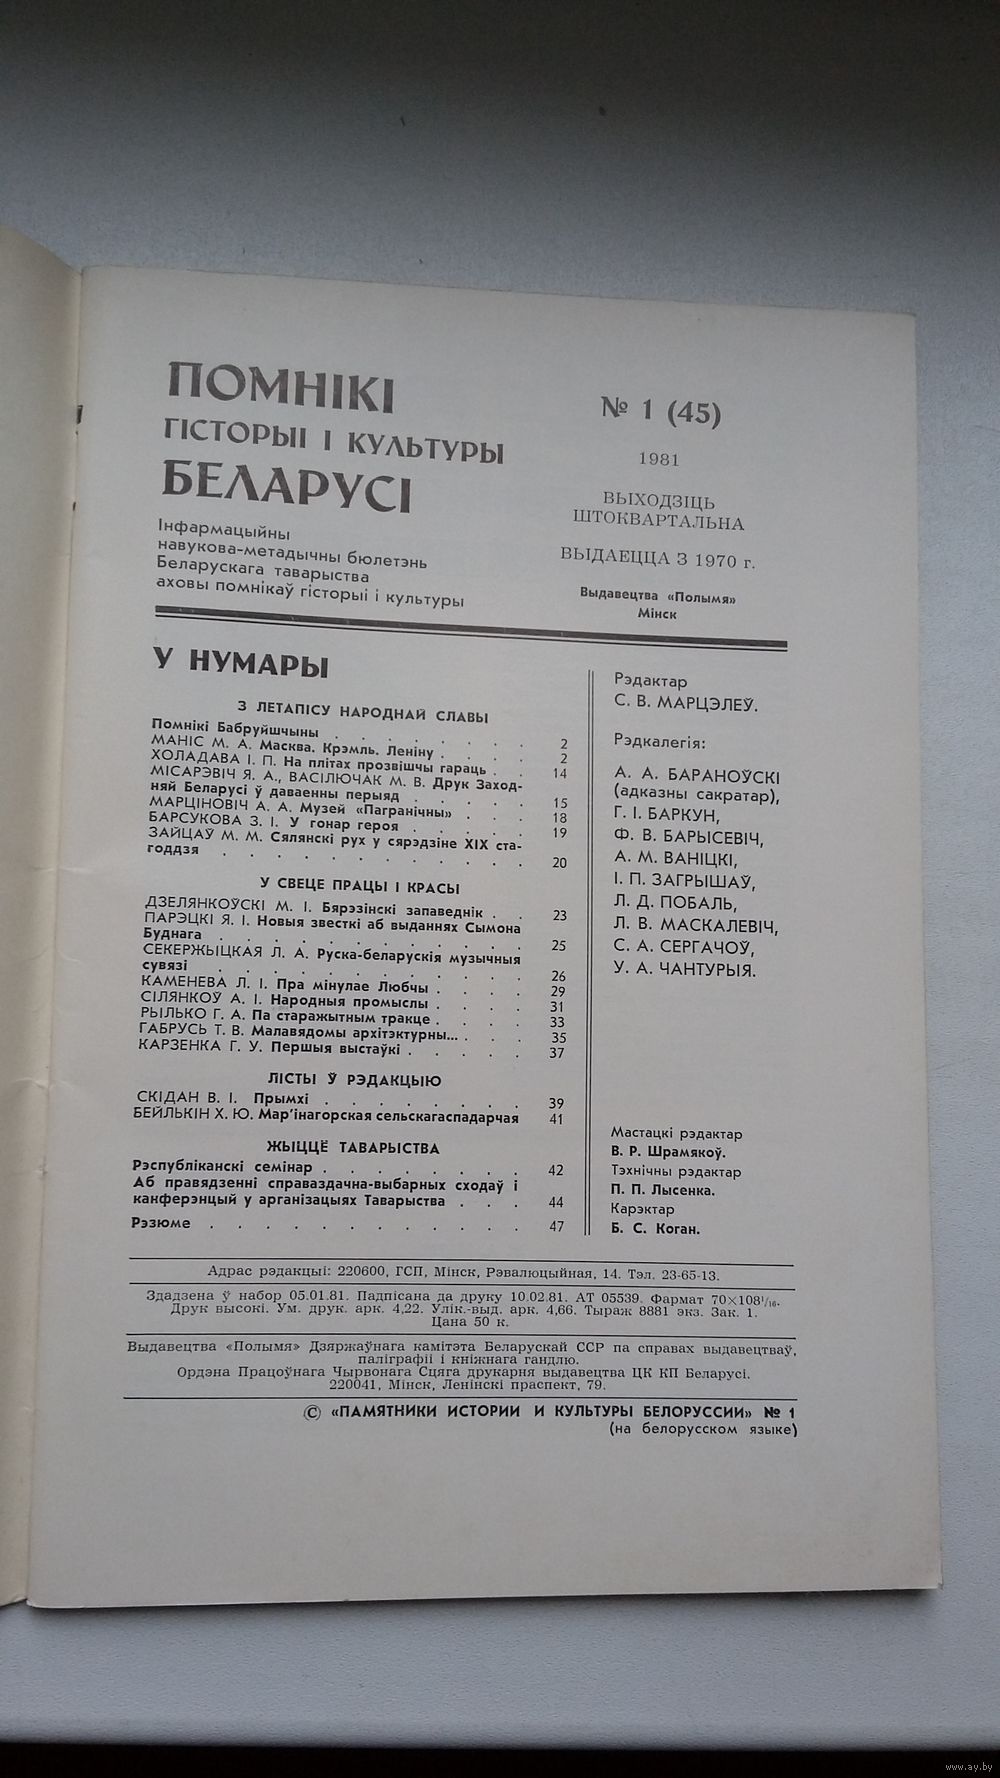 ПОМНІКІ
ГІСТОРЫІ І КУЛЬТУРЫ
БЕЛАРУСІ
Інфармацыйны
навукова-метадычны бюлетэнь
Беларускага таварыства
аховы помнікаў гісторыі і культуры
№ 1 (45)
1981
ВЫХОДЗІЦЬ
ШТОКВАРТАЛЬНА
ВЫДАЕЦЦА З 1970 г.
Выдавецтва «Полымя»
Мінск
У НУМАРЫ
З ЛЕТАПІСУ НАРОДНАЙ СЛАВЫ
Помнікі Бабруйшчыны . . . . . . . . 2
МАНІС М. А. Масква. Крэмль. Леніну . . . . 2
ХОЛАДАВА І. П. На плітах прозвішчы гараць . . 14
МІСАРЭВІЧ Я. А., ВАСІЛЮЧАК М. В. Друк Заход-
няй Беларусі ў даваенны перыяд . . . . . 15
МАРЦІНОВІЧ А. А. Музей «Пагранічны» . . . 18
БАРСУКОВА З. І. У гонар героя . . . . . 19
ЗАЙЦАЎ М. М. Сялянскі рух у сярэдзіне XIX ста-
годдзя . . . . . . . . . . . 20
У СВЕЦЕ ПРАЦЫ І КРАСЫ
ДЗЕЛЯНКОЎСКІ М. І. Бярэзінскі запаведнік . . 23
ПАРЭЦКІ Я. І. Новыя звесткі аб выданнях Сымона
Буднага . . . . . . . . . . . 25
СЕКЕРЖЫЦКАЯ Л. А. Руска-беларускія музычныя
сувязі . . . . . . . . . . . 26
КАМЕНЕВА Л. І. Пра мінулае Любчы . . . . 29
СІЛЯНКОЎ А. І. Народныя промыслы . . . . 31
РЫЛЬКО Г. А. Па старажытным тракце . . . . 33
ГАБРУСЬ Т. В. Малавядомы архітэктурны... . . . 35
КАРЗЕНКА Г. У. Першыя выстаўкі . . . . . 37
ЛІСТЫ Ў РЭДАКЦЫЮ
СКІДАН В. І. Прымхі . . . . . . . . 39
БЕЙЛЬКІН Х. Ю. Мар'інагорская сельскагаспадарчая 41
ЖЫЦЦЁ ТАВАРЫСТВА
Рэспубліканскі семінар . . . . . . . . 42
Аб правядзенні справаздачна-выбарных сходаў і
канферэнцый у арганізацыях Таварыства . . . 44
Рэзюме . . . . . . . . . . . . 47
Рэдактар
С. В. МАРЦЭЛЕЎ.
Рэдкалегія:
А. А. БАРАНОЎСКІ
(адказны сакратар),
Г. І. БАРКУН,
Ф. В. БАРЫСЕВІЧ,
А. М. ВАНІЦКІ,
І. П. ЗАГРЫШАЎ,
Л. Д. ПОБАЛЬ,
Л. В. МАСКАЛЕВІЧ,
С. А. СЕРГАЧОЎ,
У. А. ЧАНТУРЫЯ.
Мастацкі рэдактар
В. Р. Шрамякоў.
Тэхнічны рэдактар
П. П. Лысенка.
Карэктар
Б. С. Коган.
Адрас рэдакцыі: 220600, ГСП, Мінск, Рэвалюцыйная, 14. Тэл. 23-65-13.
Здадзена ў набор 05.01.81. Падпісана да друку 10.02.81. АТ 05539. Фармат 70×108¹/₁₆.
Друк высокі. Ум. друк. арк. 4,22. Улік.-выд. арк. 4,66. Тыраж 8881 экз. Зак. 1.
Цана 50 к.
Выдавецтва «Полымя» Дзяржаўнага камітэта Беларускай ССР па справах выдавецтваў,
паліграфіі і кніжнага гандлю.
Ордэна Працоўнага Чырвонага Сцяга друкарня выдавецтва ЦК КП Беларусі.
220041, Мінск, Ленінскі праспект, 79.
© «ПАМЯТНИКИ ИСТОРИИ И КУЛЬТУРЫ БЕЛОРУССИИ» № 1
(на белорусском языке)
www.ay.by